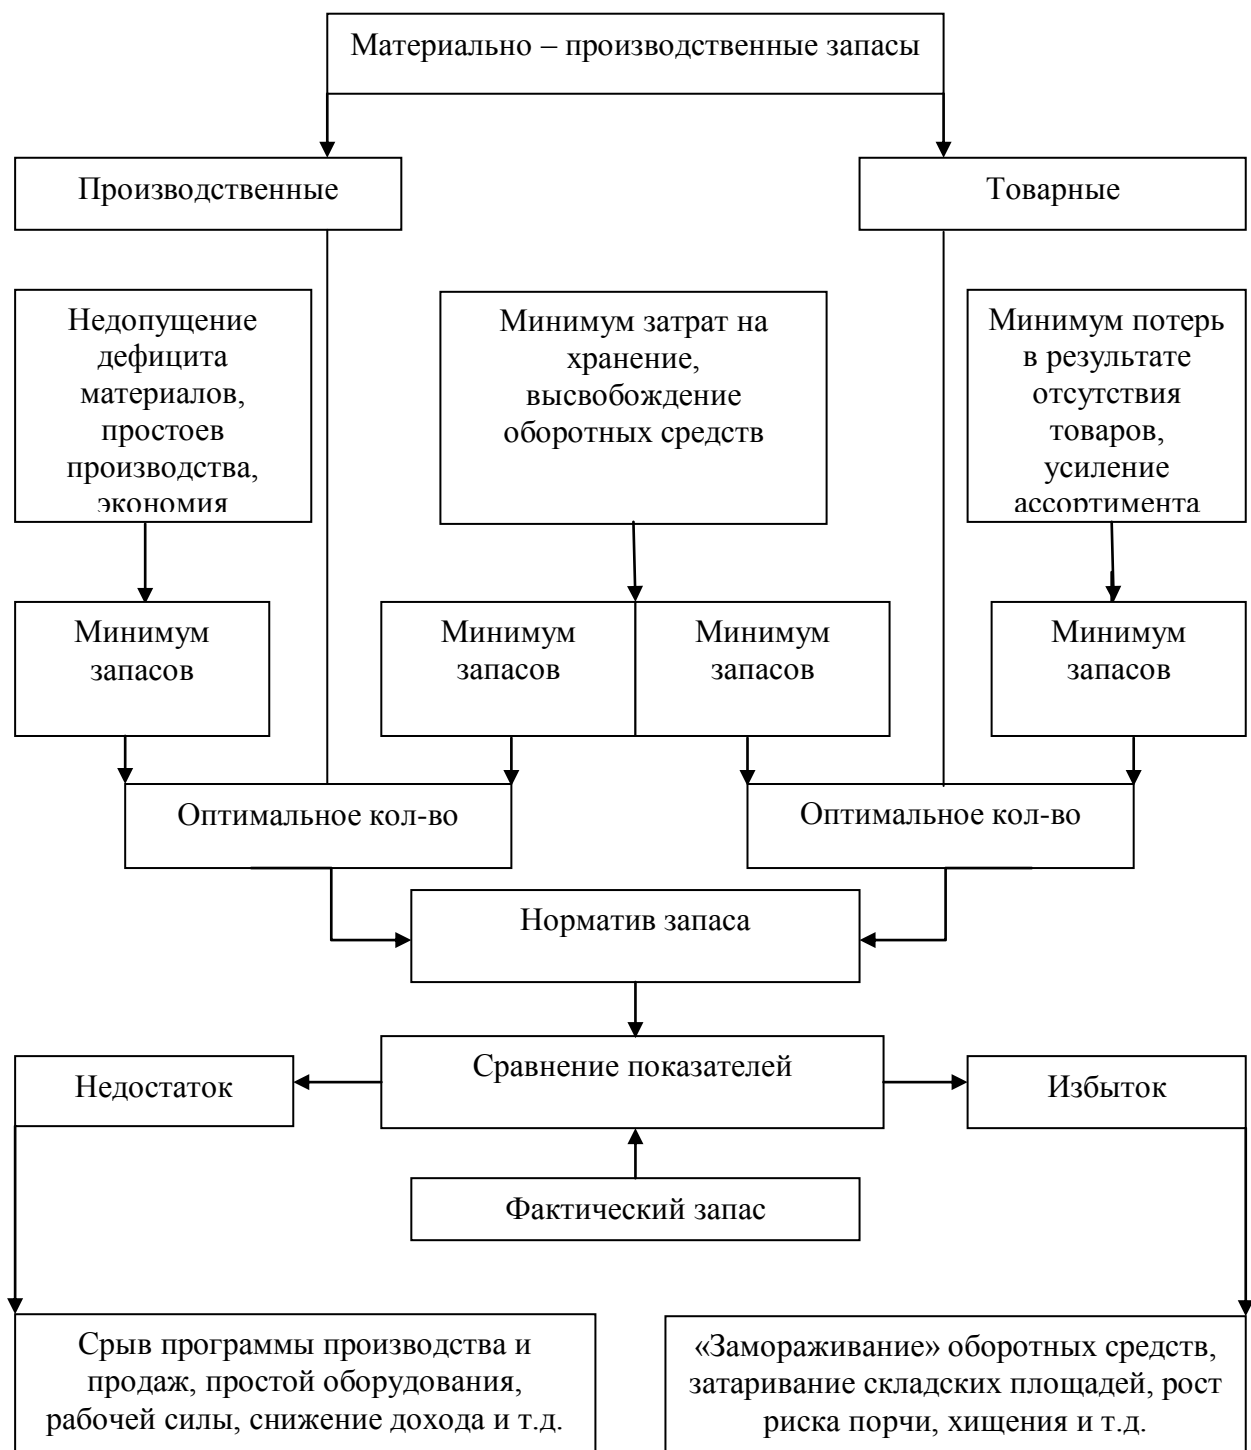 Материально – производственные запасы
Производственные
Товарные
Недопущение
дефицита
материалов,
простоев
производства,
экономия
Минимум затрат на
хранение,
высвобождение
оборотных средств
Минимум потерь
в результате
отсутствия
товаров,
усиление
ассортимента
Минимум
запасов
Минимум
запасов
Минимум
запасов
Минимум
запасов
Оптимальное кол-во
Оптимальное кол-во
Норматив запаса
Сравнение показателей
Недостаток
Избыток
Фактический запас
Срыв программы производства и
продаж, простой оборудования,
рабочей силы, снижение дохода и т.д.
«Замораживание» оборотных средств,
затаривание складских площадей, рост
риска порчи, хищения и т.д.